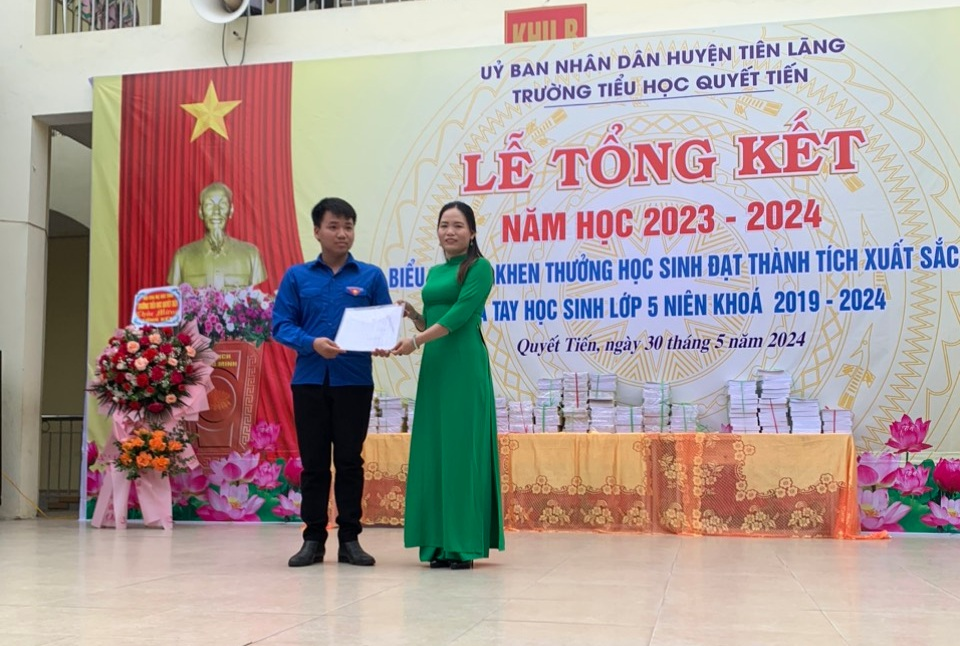 KHU B
UỶ BAN NHÂN DÂN HUYỆN TIÊN LÃNG
TRƯỜNG TIỂU HỌC QUYẾT TIẾN
LỄ TỔNG KẾT
NĂM HỌC 2023 - 2024
BIỂU KHEN THƯỞNG HỌC SINH ĐẠT THÀNH TÍCH XUẤT SẮC
TAY HỌC SINH LỚP 5 NIÊN KHOÁ 2019 - 2024
Quyết Tiến, ngày 30 tháng 5 năm 2024
Chúc Mừng